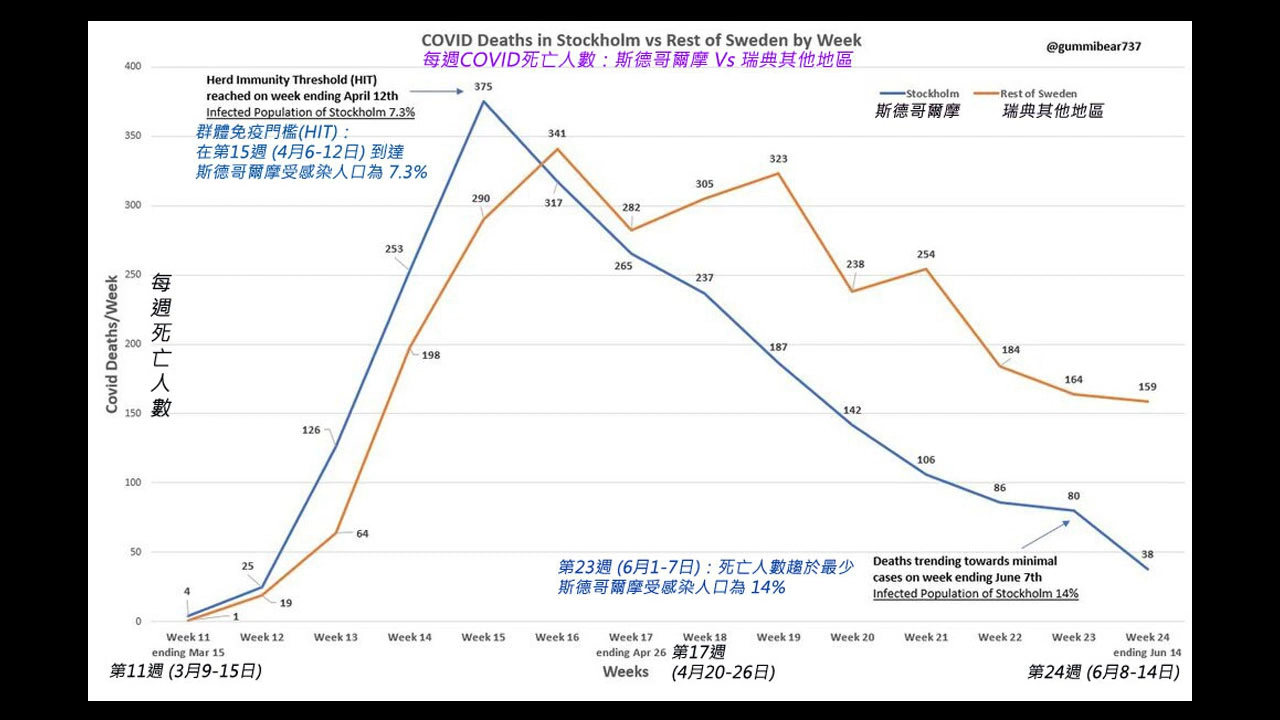 COVID Deaths in Stockholm vs Rest of Sweden by Week
每週COVID死亡人數：斯德哥爾摩 Vs 瑞典其他地區
@gummibear737
Herd Immunity Threshold (HIT)
reached on week ending April 12th
Infected Population of Stockholm 7.3%
群體免疫門檻(HIT)：
在第15週 (4月6-12日) 到達
斯德哥爾摩受感染人口為 7.3%
Stockholm
Rest of Sweden
斯德哥爾摩
瑞典其他地區
400
350
300
250
200
150
100
50
0
Covid Deaths/Week
每週死亡人數
4
25
126
253
375
317
265
237
187
142
106
86
80
38
1
19
64
198
290
341
282
305
323
238
254
184
164
159
第23週 (6月1-7日)：死亡人數趨於最少
斯德哥爾摩受感染人口為 14%
Deaths trending towards minimal
cases on week ending June 7th
Infected Population of Stockholm 14%
Week 11 Week 12 Week 13 Week 14 Week 15 Week 16 Week 17 Week 18 Week 19 Week 20 Week 21 Week 22 Week 23 Week 24
ending Mar 15 ending Apr 26 ending Jun 14
Weeks
第11週 (3月9-15日)
第17週
(4月20-26日)
第24週 (6月8-14日)